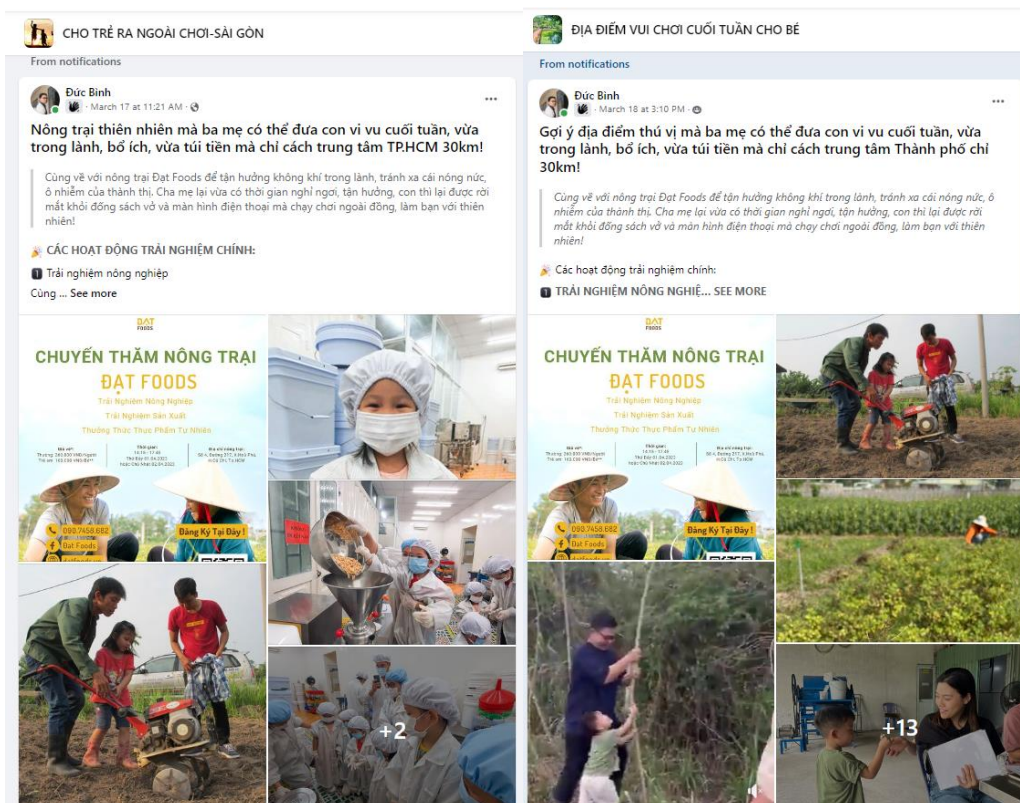 CHO TRẺ RA NGOÀI CHƠI-SÀI GÒN
From notifications
Đức Bình
· March 17 at 11:21 AM ·
Nông trại thiên nhiên mà ba mẹ có thể đưa con vi vu cuối tuần, vừa
trong lành, bổ ích, vừa túi tiền mà chỉ cách trung tâm TP.HCM 30km!
Cùng về với nông trại Đạt Foods để tận hưởng không khí trong lành, tránh xa cái nóng nức,
ô nhiễm của thành thị. Cha mẹ lại vừa có thời gian nghỉ ngơi, tận hưởng, con thì lại được rời
mắt khỏi đống sách vở và màn hình điện thoại mà chạy chơi ngoài đồng, làm bạn với thiên
nhiên!
CÁC HOẠT ĐỘNG TRẢI NGHIỆM CHÍNH:
1 Trải nghiệm nông nghiệp
Cùng ... See more
ĐẠT
FOODS
CHUYẾN THĂM NÔNG TRẠI
ĐẠT FOODS
Trải Nghiệm Nông Nghiệp
Trải Nghiệm Sản Xuất
Thưởng Thức Thực Phẩm Tự Nhiên
090.7458.682
Đạt Foods
Đăng Ký Tại Đây !
+2
ĐỊA ĐIỂM VUI CHƠI CUỐI TUẦN CHO BÉ
From notifications
Đức Bình
· March 18 at 3:10 PM ·
Gợi ý địa điểm thú vị mà ba mẹ có thể đưa con vi vu cuối tuần, vừa
trong lành, bổ ích, vừa túi tiền mà chỉ cách trung tâm Thành phố chỉ
30km!
Cùng về với nông trại Đạt Foods để tận hưởng không khí trong lành, tránh xa cái nóng nức, ô
nhiễm của thành thị. Cha mẹ lại vừa có thời gian nghỉ ngơi, tận hưởng, con thì lại được rời
mắt khỏi đống sách vở và màn hình điện thoại mà chạy chơi ngoài đồng, làm bạn với thiên
nhiên!
Các hoạt động trải nghiệm chính:
1 TRẢI NGHIỆM NÔNG NGHIỆ... SEE MORE
ĐẠT
FOODS
CHUYẾN THĂM NÔNG TRẠI
ĐẠT FOODS
Trải Nghiệm Nông Nghiệp
Trải Nghiệm Sản Xuất
Thưởng Thức Thực Phẩm Tự Nhiên
090.7458.682
Đạt Foods
Đăng Ký Tại Đây !
+13